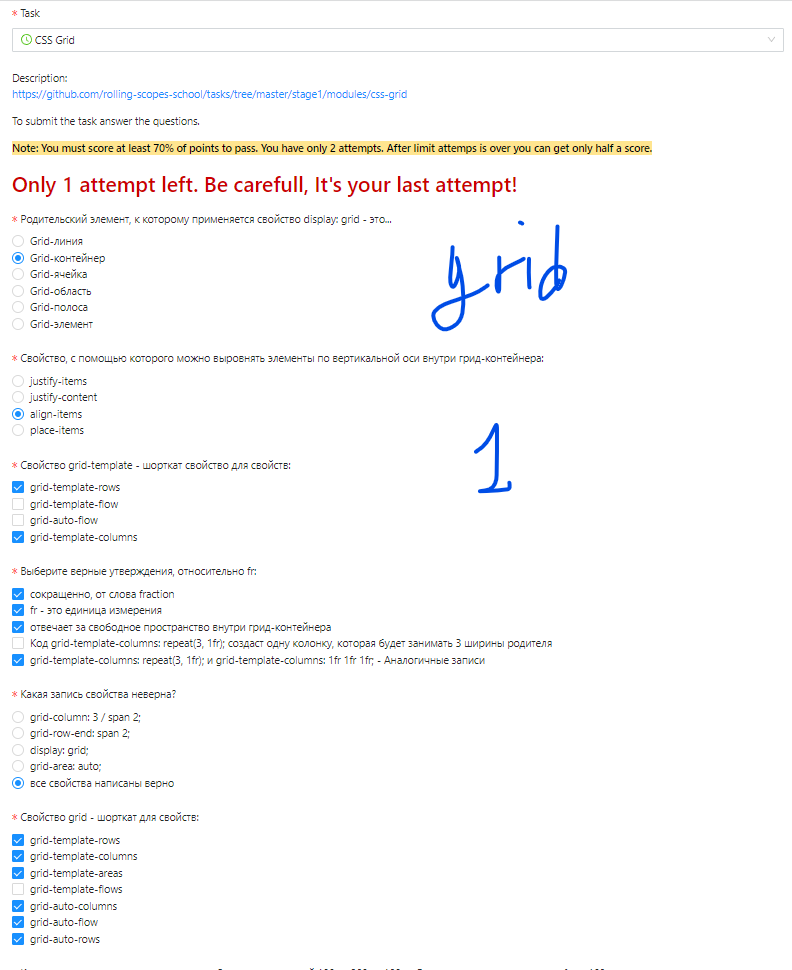 * Task
CSS Grid
Description:
https://github.com/rolling-scopes-school/tasks/tree/master/stage1/modules/css-grid
To submit the task answer the questions.
Note: You must score at least 70% of points to pass. You have only 2 attempts. After limit attemps is over you can get only half a score.
Only 1 attempt left. Be carefull, It's your last attempt!
* Родительский элемент, к которому применяется свойство display: grid - это...
Grid-линия
Grid-контейнер
Grid-ячейка
Grid-область
Grid-полоса
Grid-элемент
grid
* Свойство, с помощью которого можно выровнять элементы по вертикальной оси внутри грид-контейнера:
justify-items
justify-content
align-items
place-items
1
* Свойство grid-template - шорткат свойство для свойств:
grid-template-rows
grid-template-flow
grid-auto-flow
grid-template-columns
* Выберите верные утверждения, относительно fr:
сокращенно, от слова fraction
fr - это единица измерения
отвечает за свободное пространство внутри грид-контейнера
Код grid-template-columns: repeat(3, 1fr); создаст одну колонку, которая будет занимать 3 ширины родителя
grid-template-columns: repeat(3, 1fr); и grid-template-columns: 1fr 1fr 1fr; - Аналогичные записи
* Какая запись свойства неверна?
grid-column: 3 / span 2;
grid-row-end: span 2;
display: grid;
grid-area: auto;
все свойства написаны верно
* Свойство grid - шорткат для свойств:
grid-template-rows
grid-template-columns
grid-template-areas
grid-template-flows
grid-auto-columns
grid-auto-flow
grid-auto-rows